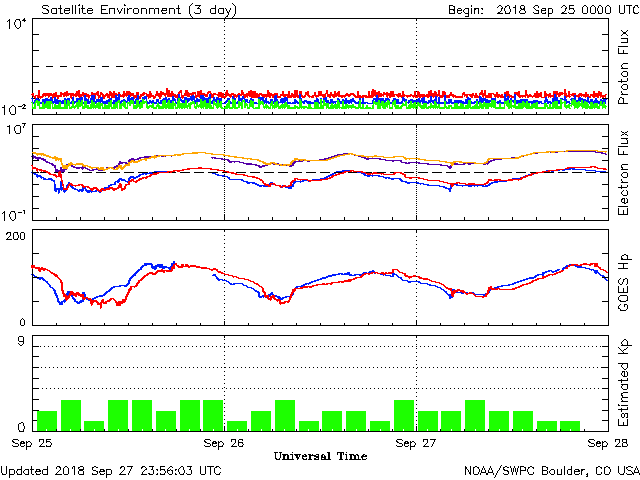 Satellite Environment (3 day)
Begin: 2018 Sep 25 0000 UTC
10^4
10^-2
Proton Flux
10^7
10^-1
Electron Flux
200
0
GOES Hp
9
0
Estimated Kp
Sep 25
Sep 26
Sep 27
Sep 28
Universal Time
Updated 2018 Sep 27 23:56:03 UTC
NOAA/SWPC Boulder, CO USA